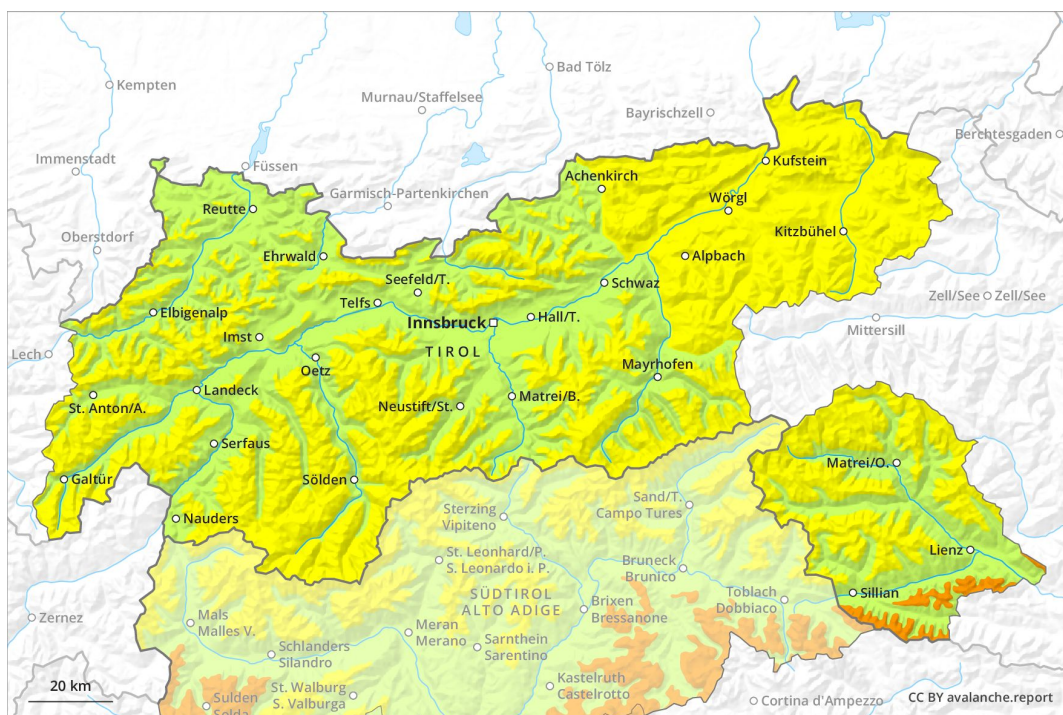 Kempten
Bad Tölz
Murnau/Staffelsee
Bayrischzell
Berchtesgaden
Immenstadt
Füssen
Kufstein
Achenkirch
Garmisch-Partenkirchen
Wörgl
Reutte
Oberstdorf
Kitzbühel
Ehrwald
Alpbach
Seefeld/T.
Schwaz
Zell/See
Zell/See
Telfs
Elbigenalp
Innsbruck
Hall/T.
Mittersill
Imst
Lech
TIROL
Oetz
Mayrhofen
Landeck
St. Anton/A.
Neustift/St.
Matrei/B.
Serfaus
Matrei/O.
Galtür
Sölden
Sand/T.
Campo Tures
Sterzing
Vipiteno
Nauders
Lienz
St. Leonhard/P.
S. Leonardo i. P.
Bruneck
Brunico
Sillian
SÜDTIROL
ALTO ADIGE
Toblach
Dobbiaco
Brixen
Bressanone
Zernez
Mals
Malles V.
Meran
Merano
Sarnthein
Sarentino
Schlanders
Silandro
Kastelruth
Castelrotto
St. Walburg
S. Valburga
20 km
Sulden
Solda
Cortina d'Ampezzo
CC BY avalanche.report